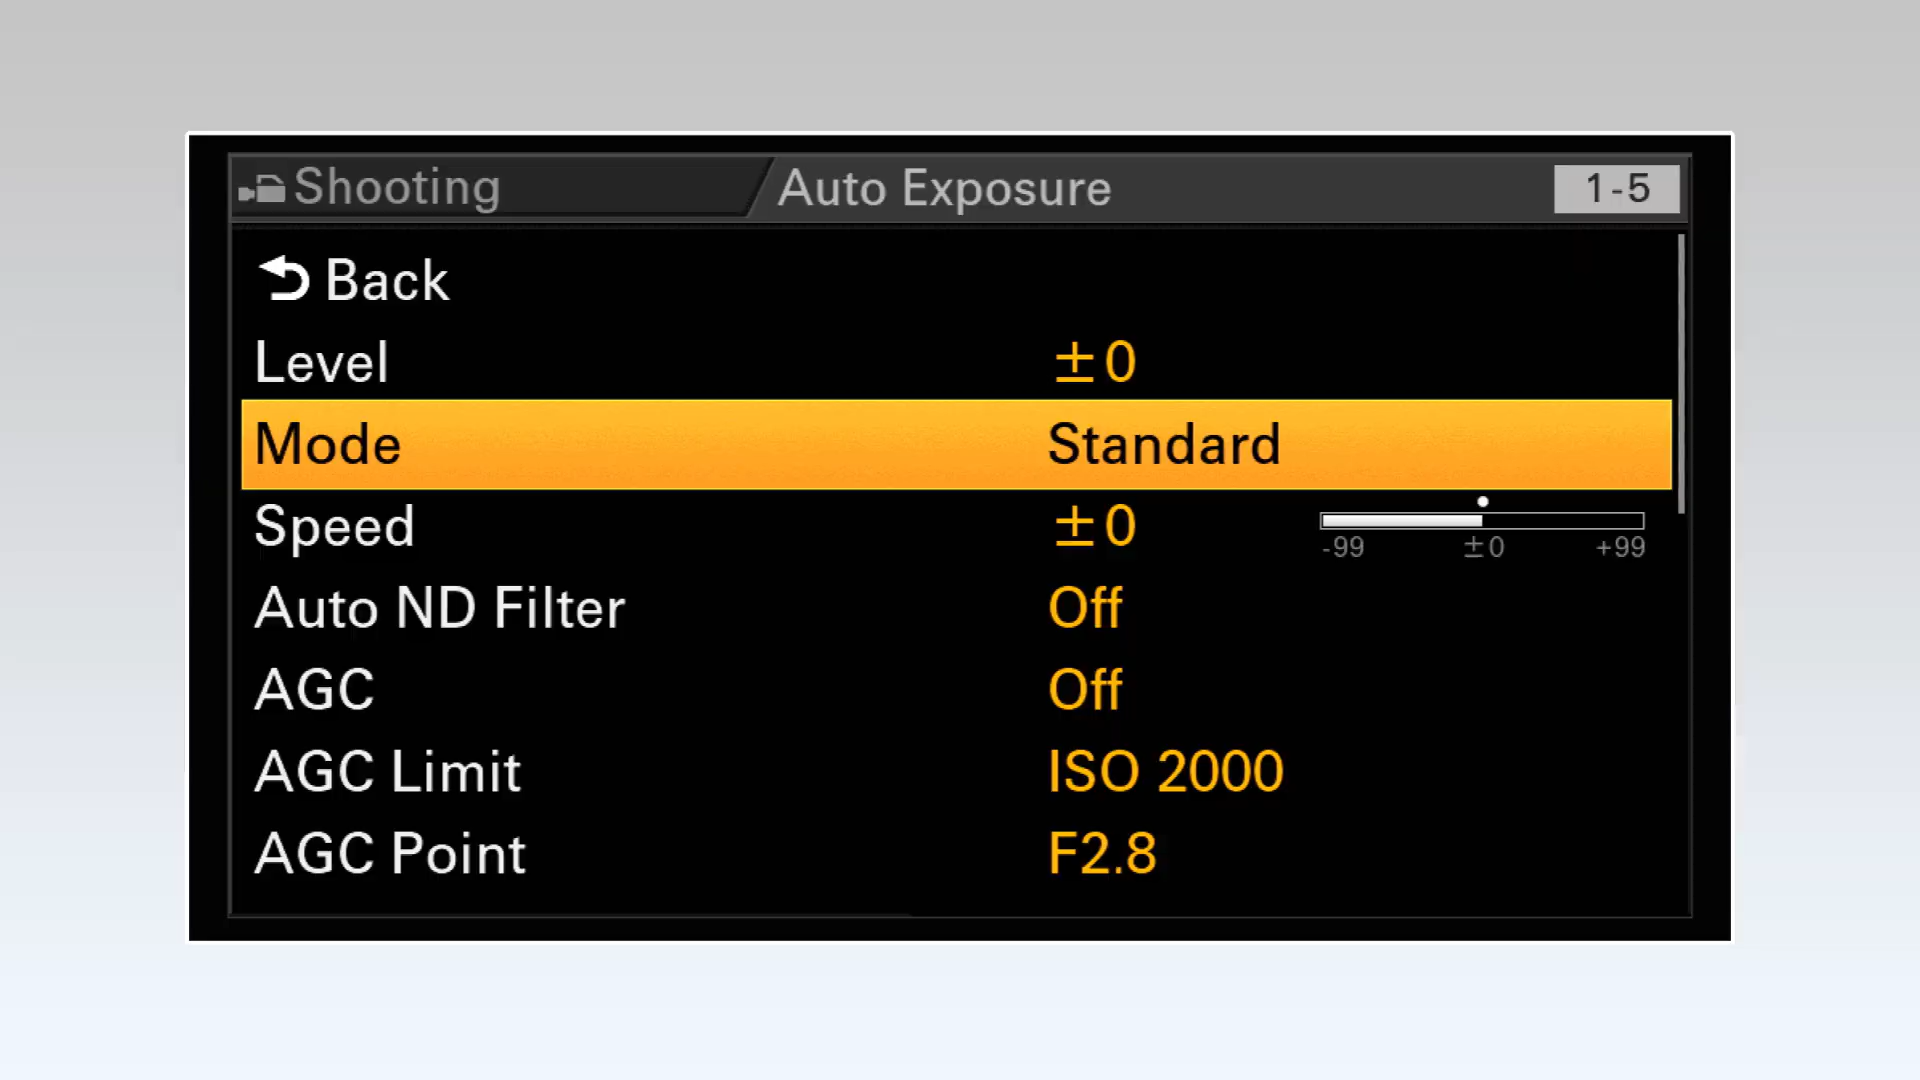 Shooting Auto Exposure 1-5
Back
Level ±0
Mode Standard
Speed ±0
-99 ±0 +99
Auto ND Filter Off
AGC Off
AGC Limit ISO 2000
AGC Point F2.8